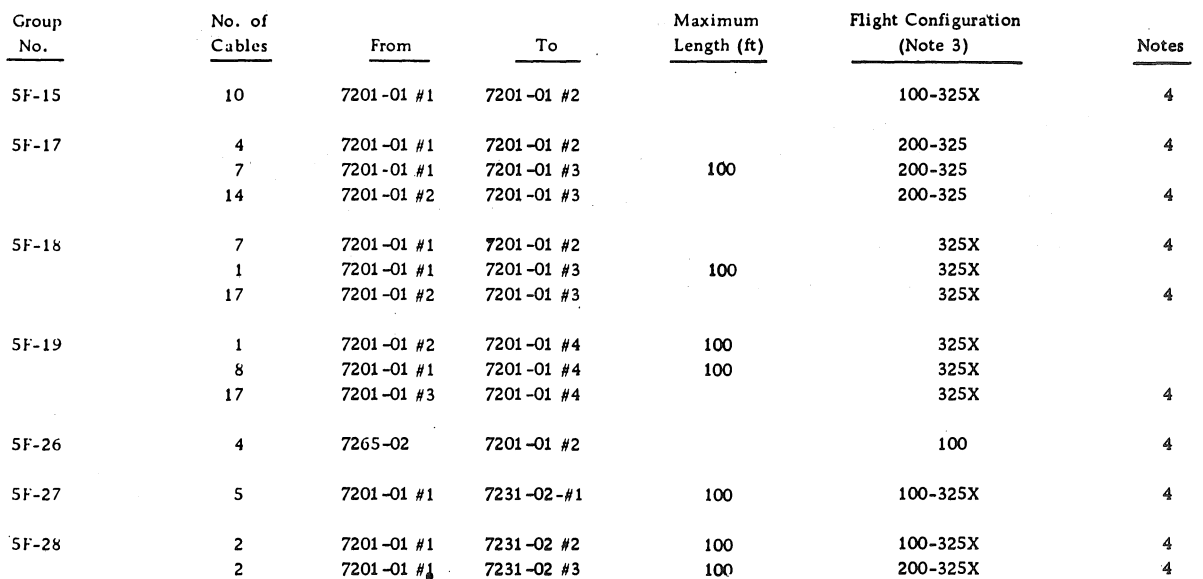 Group No. of Maximum Flight Configuration
No. Cables From To Length (ft) (Note 3) Notes
5F-15 10 7201-01 #1 7201-01 #2 100-325X 4
5F-17 4 7201-01 #1 7201-01 #2 200-325 4
7 7201-01 #1 7201-01 #3 100 200-325
14 7201-01 #2 7201-01 #3 200-325 4
5F-18 7 7201-01 #1 7201-01 #2 325X 4
1 7201-01 #1 7201-01 #3 100 325X
17 7201-01 #2 7201-01 #3 325X 4
5F-19 1 7201-01 #2 7201-01 #4 100 325X
8 7201-01 #1 7201-01 #4 100 325X
17 7201-01 #3 7201-01 #4 325X 4
5F-26 4 7265-02 7201-01 #2 100 4
5F-27 5 7201-01 #1 7231-02-#1 100 100-325X 4
5F-28 2 7201-01 #1 7231-02 #2 100 100-325X 4
2 7201-01 #1 7231-02 #3 100 200-325X 4